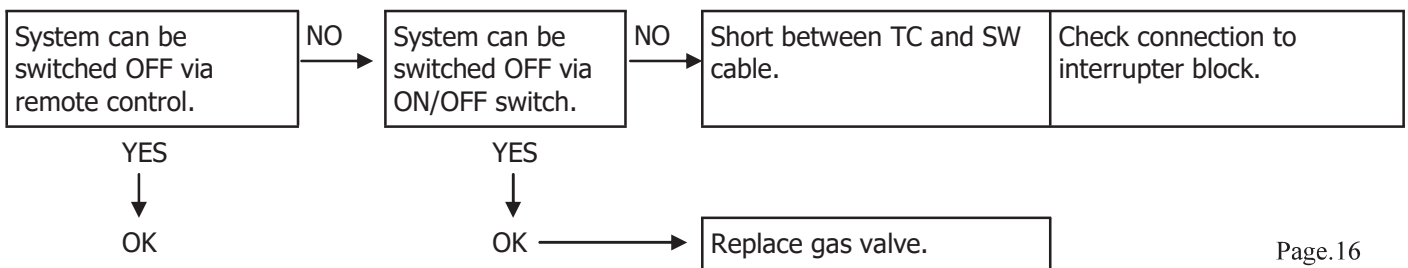 System can be
switched OFF via
remote control.
NO
System can be
switched OFF via
ON/OFF switch.
NO
Short between TC and SW
cable.
Check connection to
interrupter block.
YES
YES
OK
OK
Replace gas valve.
Page.16